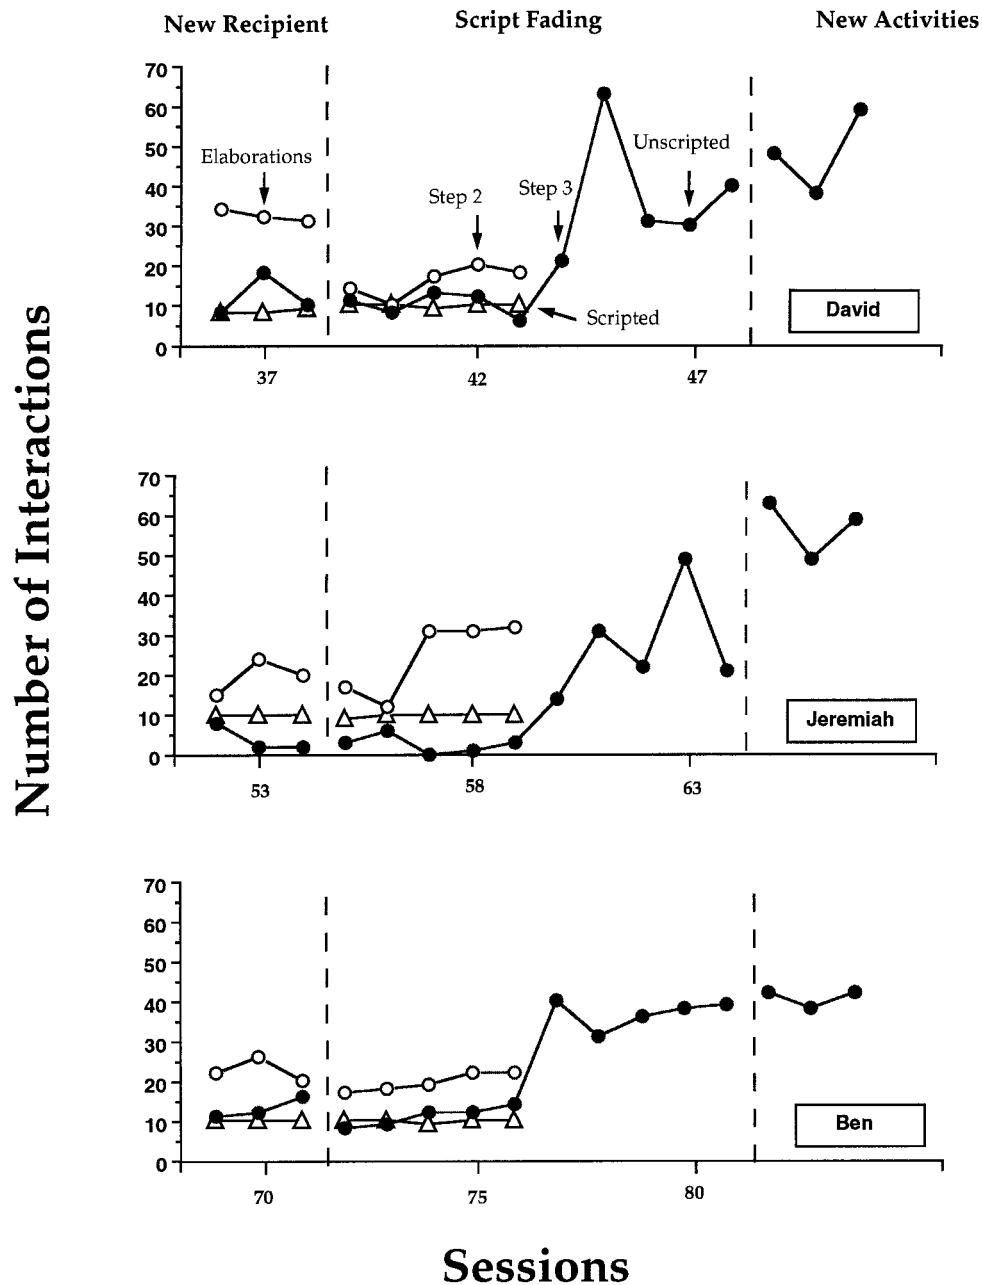 New Recipient
Script Fading
New Activities
70
60
50
40
30
20
10
0
Elaborations
Step 2
Step 3
Unscripted
Scripted
David
37
42
47
Number of Interactions
70
60
50
40
30
20
10
0
Jeremiah
53
58
63
70
60
50
40
30
20
10
0
Ben
70
75
80
Sessions